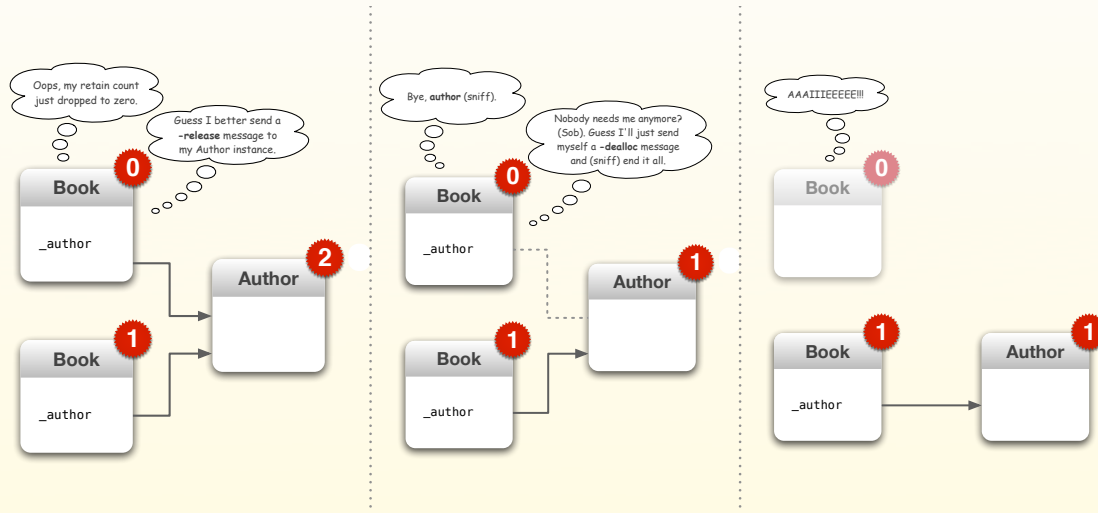 Oops, my retain count
just dropped to zero.
Guess I better send a
-release message to
my Author instance.
Book
0
_author
Author
2
Book
1
_author
Bye, author (sniff).
Nobody needs me anymore?
(Sob). Guess I'll just send
myself a -dealloc message
and (sniff) end it all.
Book
0
_author
Author
1
Book
1
_author
AAAIIIEEEEE!!!
Book
0
Book
1
_author
Author
1